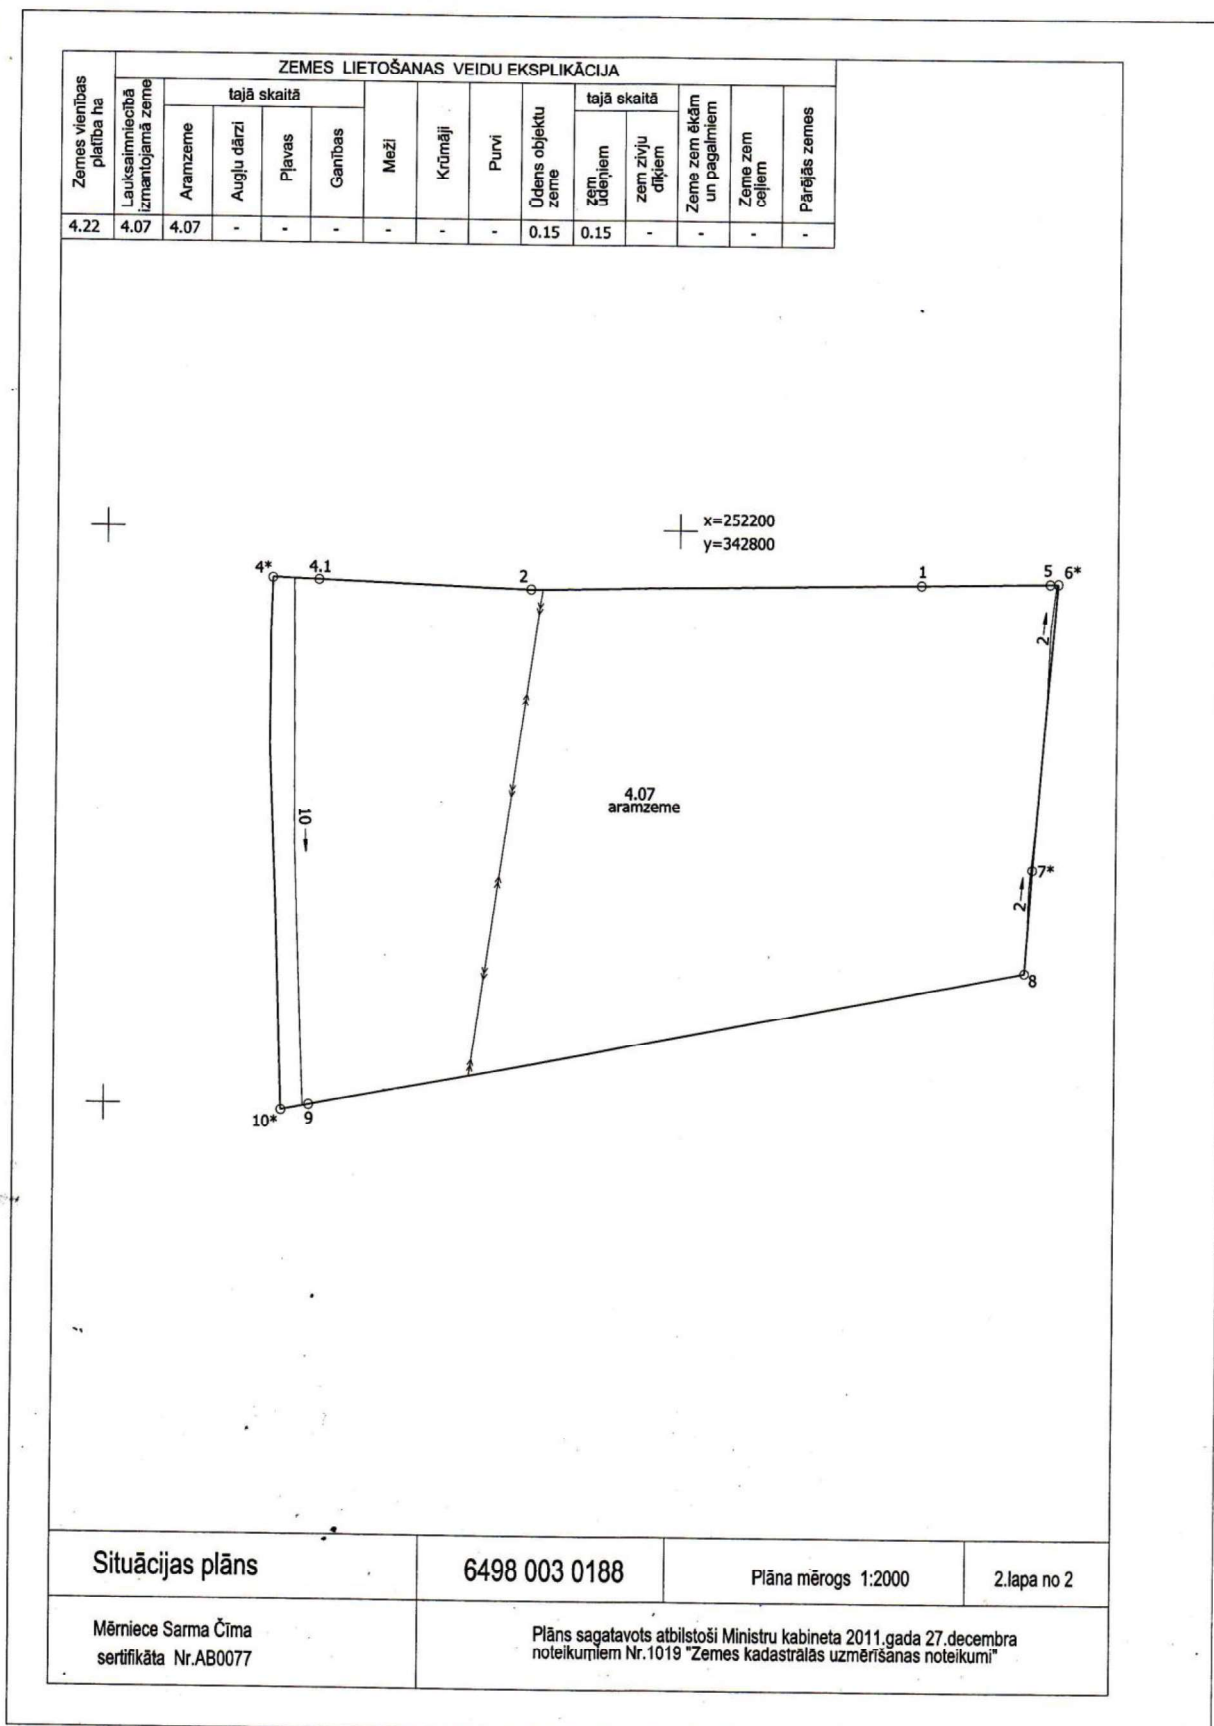 ZEMES LIETOŠANAS VEIDU EKSPLIKĀCIJA
Zemes vienības platība ha
Lauksaimniecībā izmantojamā zeme
tajā skaitā
Aramzeme
Augļu dārzi
Pļavas
Ganības
Meži
Krūmāji
Purvi
Ūdens objektu zeme
tajā skaitā
zem ūdeņiem
zem zivju dīķiem
Zeme zem ēkām un pagalmiem
Zeme zem ceļiem
Pārējās zemes
4.22 4.07 4.07 - - - - - - 0.15 0.15 - - - -
x=252200
y=342800
4* 4.1 2 1 5 6*
2
10
4.07
aramzeme
7*
2
8
10* 9
Situācijas plāns 6498 003 0188 Plāna mērogs 1:2000 2.lapa no 2
Mērniece Sarma Čīma
sertifikāta Nr.AB0077
Plāns sagatavots atbilstoši Ministru kabineta 2011.gada 27.decembra
noteikumiem Nr.1019 "Zemes kadastrālās uzmērīšanas noteikumi"